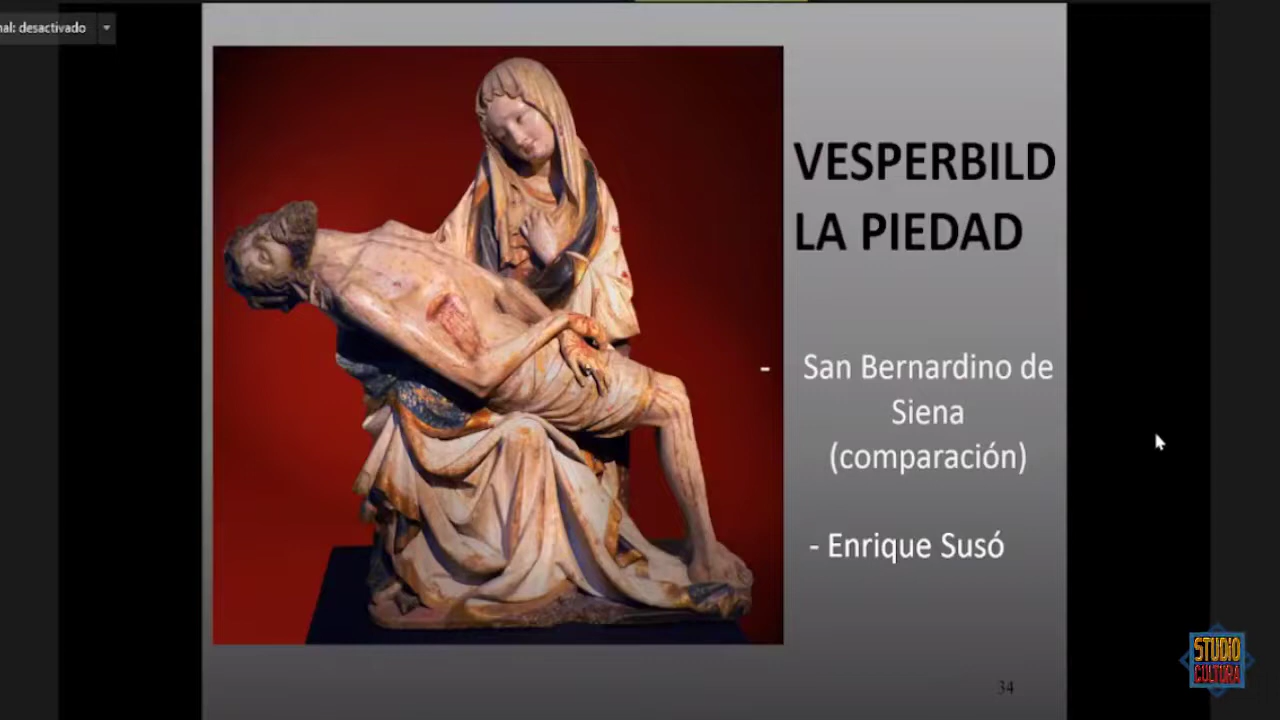 nal: desactivado
VESPERBILD
LA PIEDAD
- San Bernardino de
Siena
(comparación)
- Enrique Susó
34
STUDIO
CULTURA